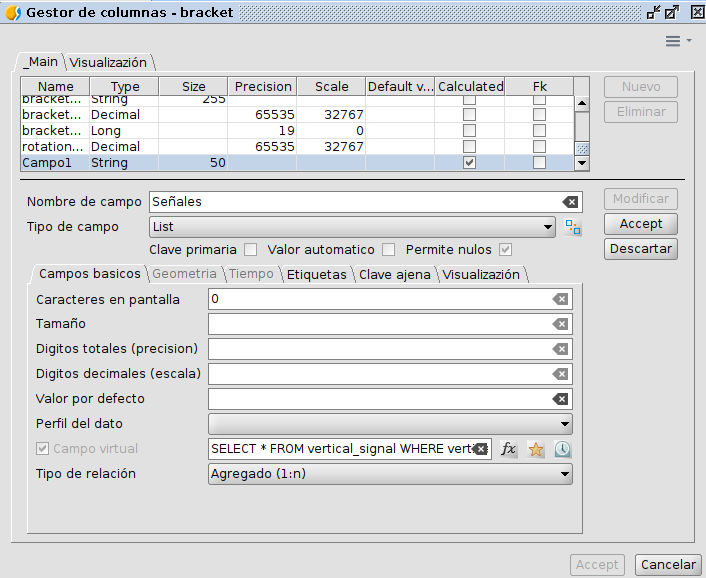 Gestor de columnas - bracket
_Main Visualización
Name Type Size Precision Scale Default v... Calculated Fk
bracket... String 255
bracket... Decimal 65535 32767
bracket... Long 19 0
rotation... Decimal 65535 32767
Campo1 String 50
Nuevo
Eliminar
Nombre de campo Señales
Modificar
Tipo de campo List
Accept
Clave primaria Valor automatico Permite nulos
Descartar
Campos basicos Geometria Tiempo Etiquetas Clave ajena Visualización
Caracteres en pantalla 0
Tamaño
Digitos totales (precision)
Digitos decimales (escala)
Valor por defecto
Perfil del dato
Campo virtual SELECT * FROM vertical_signal WHERE verti fx
Tipo de relación Agregado (1:n)
Accept Cancelar